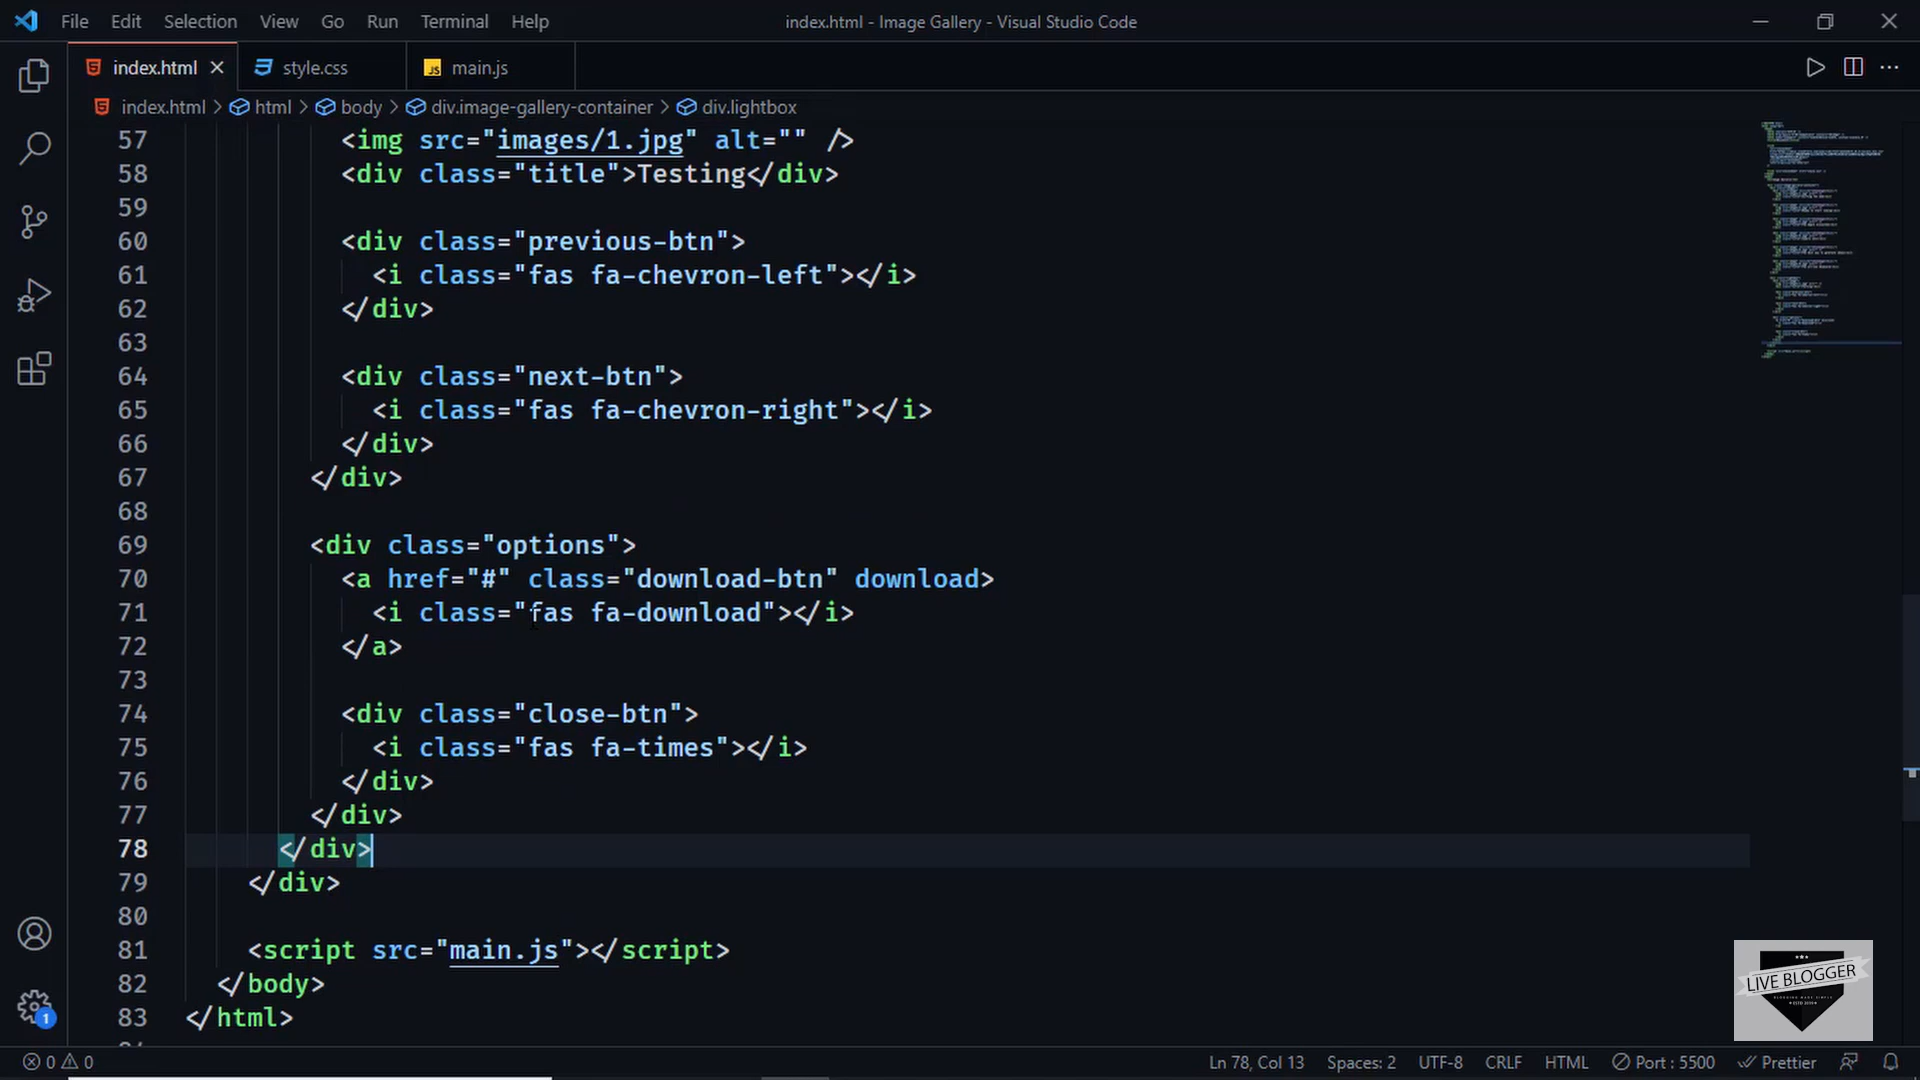 File Edit Selection View Go Run Terminal Help
index.html - Image Gallery - Visual Studio Code
index.html style.css main.js
index.html > html > body > div.image-gallery-container > div.lightbox
57 <img src="images/1.jpg" alt="" />
58 <div class="title">Testing</div>
59
60 <div class="previous-btn">
61 <i class="fas fa-chevron-left"></i>
62 </div>
63
64 <div class="next-btn">
65 <i class="fas fa-chevron-right"></i>
66 </div>
67 </div>
68
69 <div class="options">
70 <a href="#" class="download-btn" download>
71 <i class="fas fa-download"></i>
72 </a>
73
74 <div class="close-btn">
75 <i class="fas fa-times"></i>
76 </div>
77 </div>
78 </div>
79 </div>
80
81 <script src="main.js"></script>
82 </body>
83 </html>
1
LIVE BLOGGER
0 0 Ln 78, Col 13 Spaces: 2 UTF-8 CRLF HTML Port : 5500 Prettier